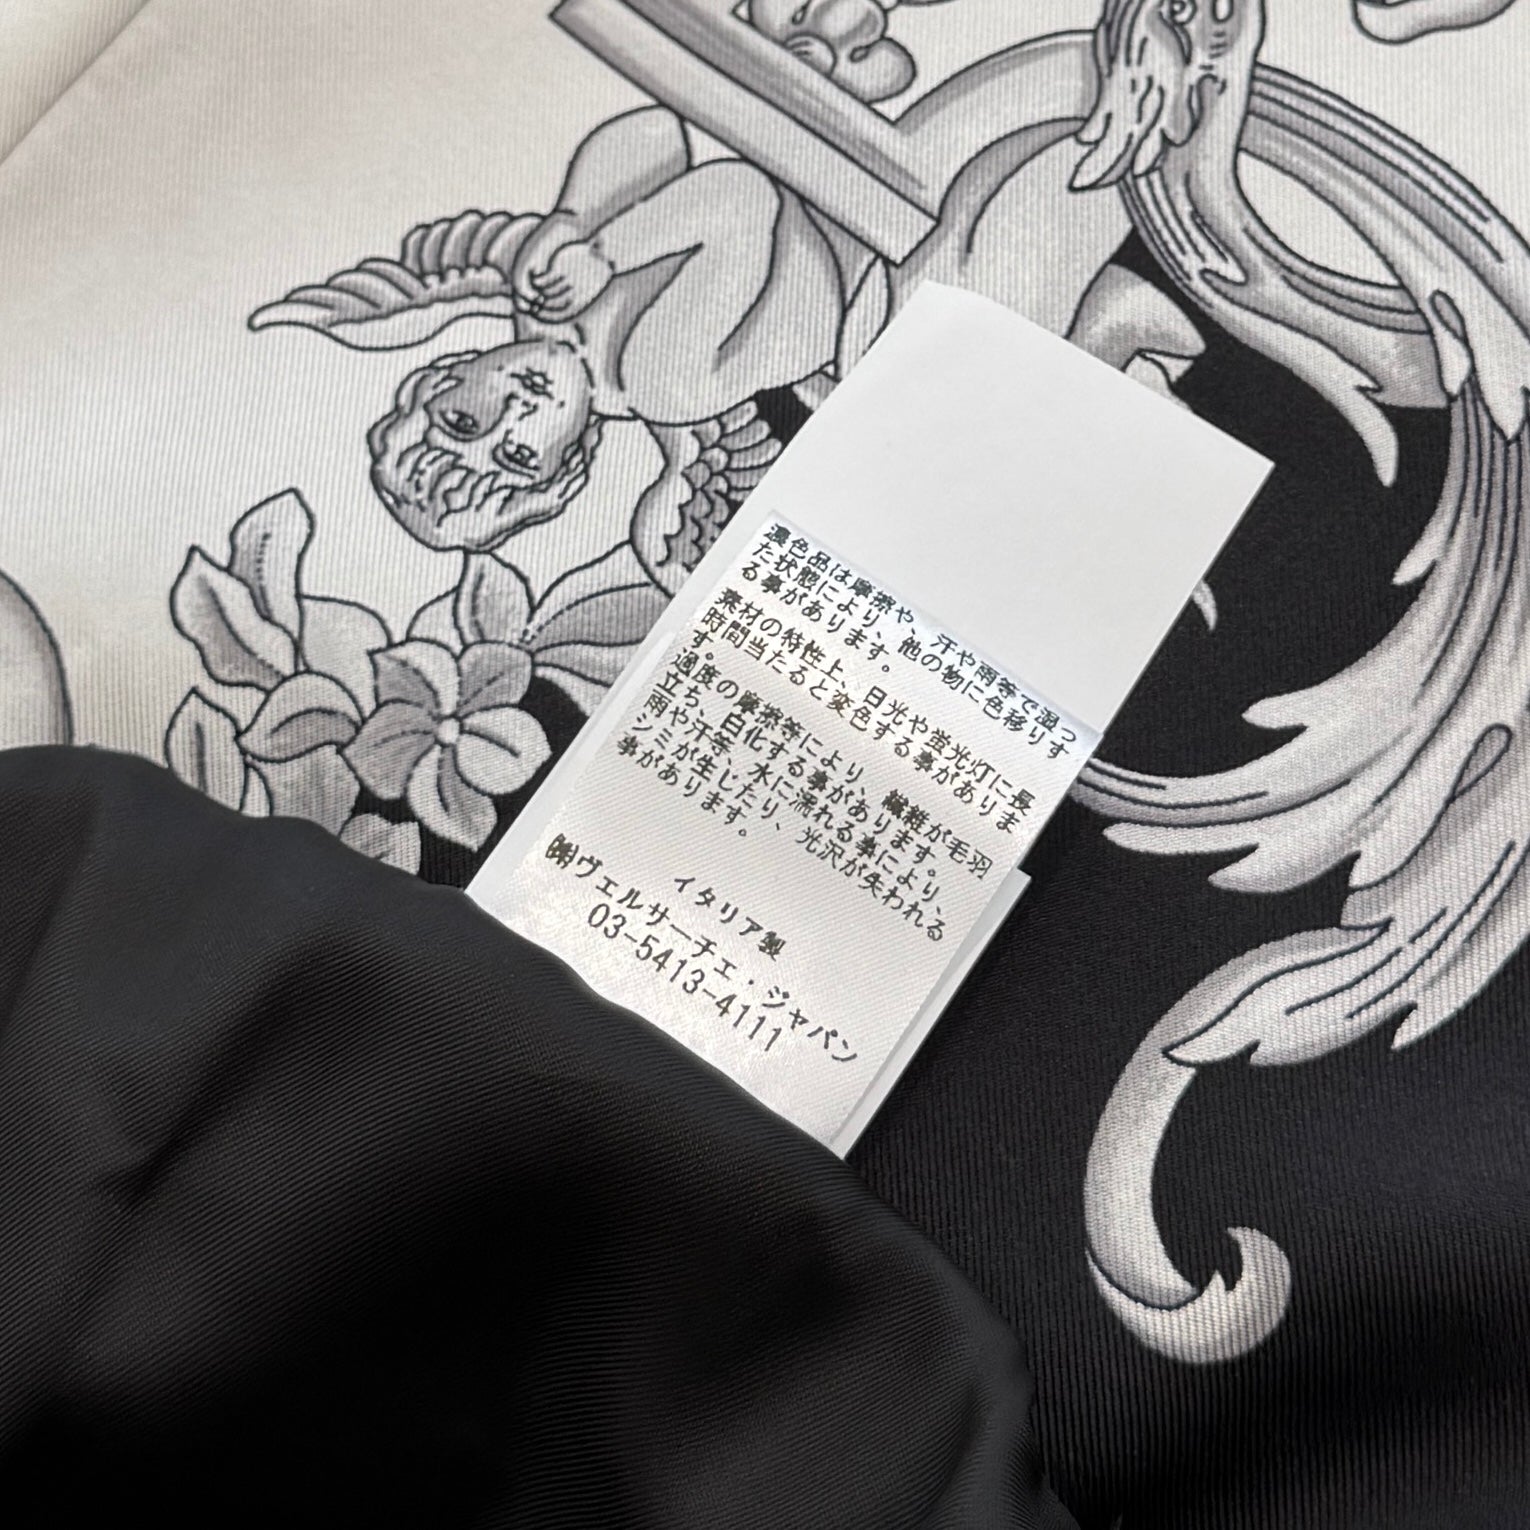 濃色品は摩擦や、汗や雨等で湿っ
た状態により、他の物に色移りす
る事があります。
素材の特性上、日光や蛍光灯に長
時間当たると変色する事がありま
す。
過度の摩擦等により、繊維が毛羽
立ち、白化する事があります。
雨や汗等、水に濡れる事により、
シミが生じたり、光沢が失われる
事があります。
イタリア製
㈱ヴェルサーチェ・ジャパン
03-5413-4111